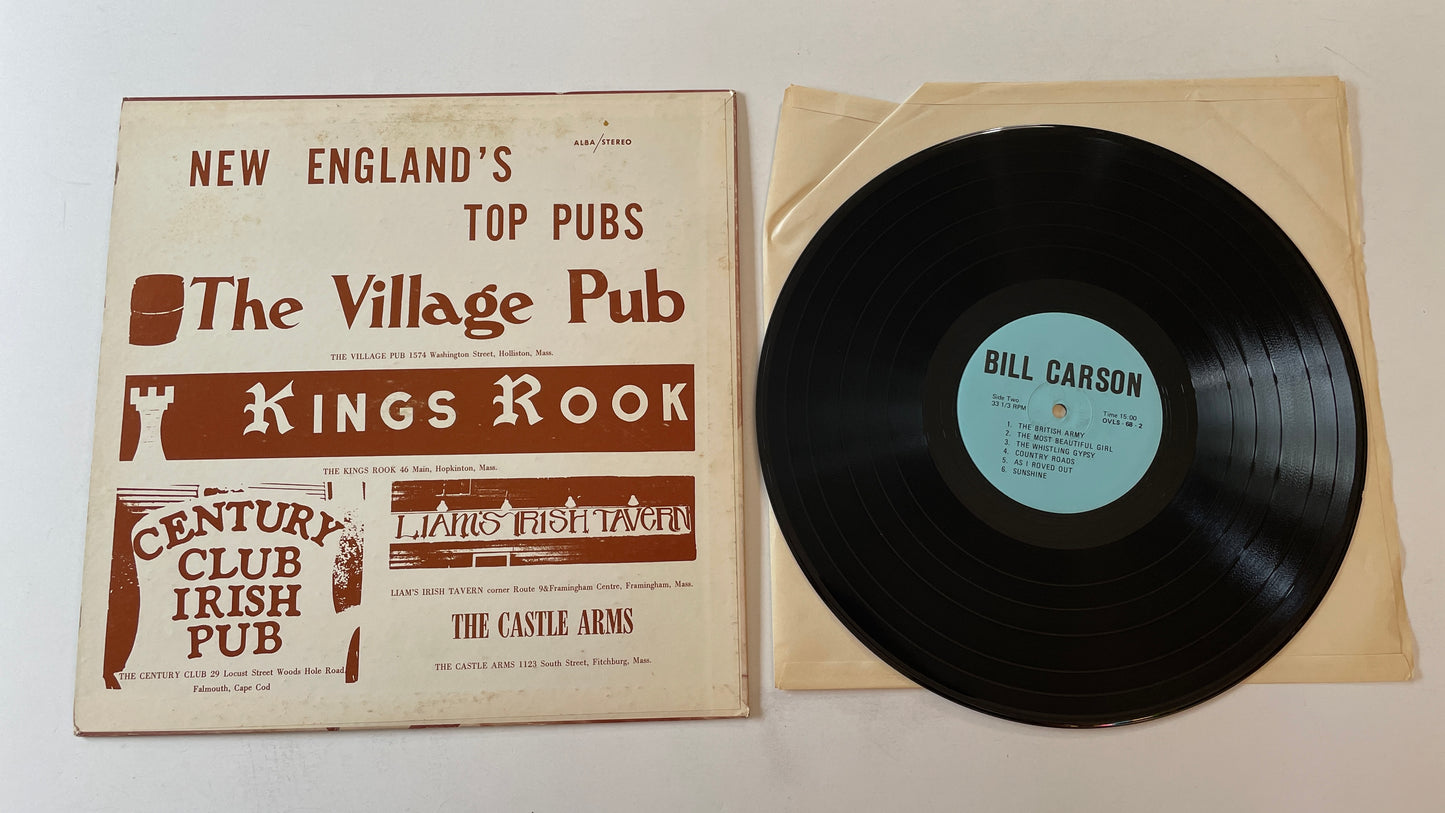 ALBA/STEREO
NEW ENGLAND'S
TOP PUBS
The Village Pub
THE VILLAGE PUB 1574 Washington Street, Holliston, Mass.
KINGS ROOK
THE KINGS ROOK 46 Main, Hopkinton, Mass.
CENTURY
CLUB
IRISH
PUB
THE CENTURY CLUB 29 Locust Street Woods Hole Road,
Falmouth, Cape Cod
LIAM'S IRISH TAVERN
LIAM'S IRISH TAVERN corner Route 9&Framingham Centre, Framingham, Mass.
THE CASTLE ARMS
THE CASTLE ARMS 1123 South Street, Fitchburg, Mass.
BILL CARSON
Side Two
33 1/3 RPM
Time 15.00
OVLS - 68 - 2
1. THE BRITISH ARMY
2. THE MOST BEAUTIFUL GIRL
3. THE WHISTLING GYPSY
4. COUNTRY ROADS
5. AS I ROVED OUT
6. SUNSHINE